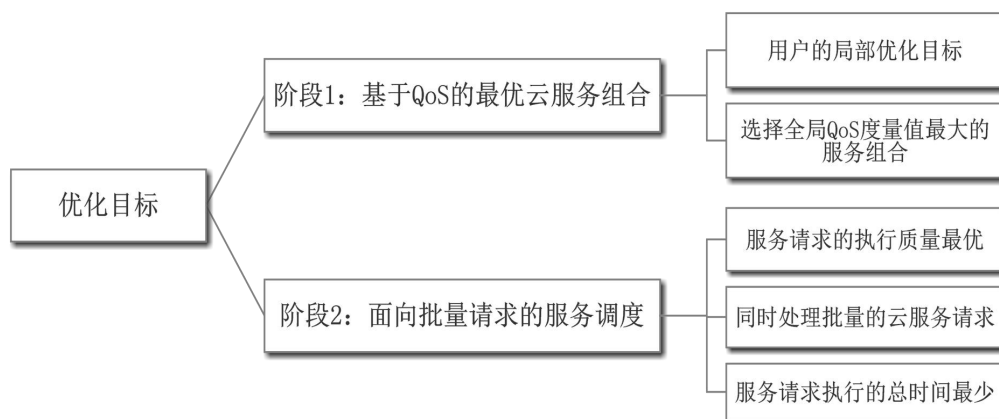 优化目标
阶段1：基于QoS的最优云服务组合
用户的局部优化目标
选择全局QoS度量值最大的
服务组合
阶段2：面向批量请求的服务调度
服务请求的执行质量最优
同时处理批量的云服务请求
服务请求执行的总时间最少